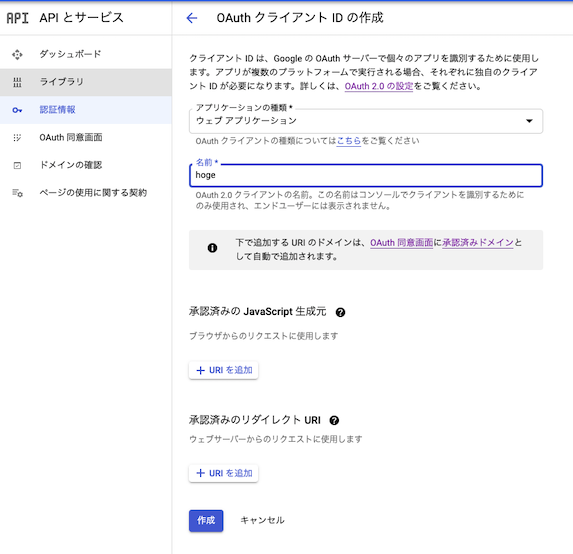 API APIとサービス
← OAuth クライアント ID の作成
ダッシュボード
ライブラリ
認証情報
OAuth 同意画面
ドメインの確認
ページの使用に関する契約
クライアント ID は、Google の OAuth サーバーで個々のアプリを識別するために使用し
ます。アプリが複数のプラットフォームで実行される場合、それぞれに独自のクライア
ント ID が必要になります。詳しくは、OAuth 2.0 の設定をご覧ください。
アプリケーションの種類 *
ウェブ アプリケーション
OAuth クライアントの種類についてはこちらをご覧ください
名前 *
hoge
OAuth 2.0 クライアントの名前。この名前はコンソールでクライアントを識別するために
のみ使用され、エンドユーザーには表示されません。
下で追加する URI のドメインは、OAuth 同意画面に承認済みドメインと
して自動で追加されます。
承認済みの JavaScript 生成元
ブラウザからのリクエストに使用します
+ URI を追加
承認済みのリダイレクト URI
ウェブサーバーからのリクエストに使用します
+ URI を追加
作成 キャンセル